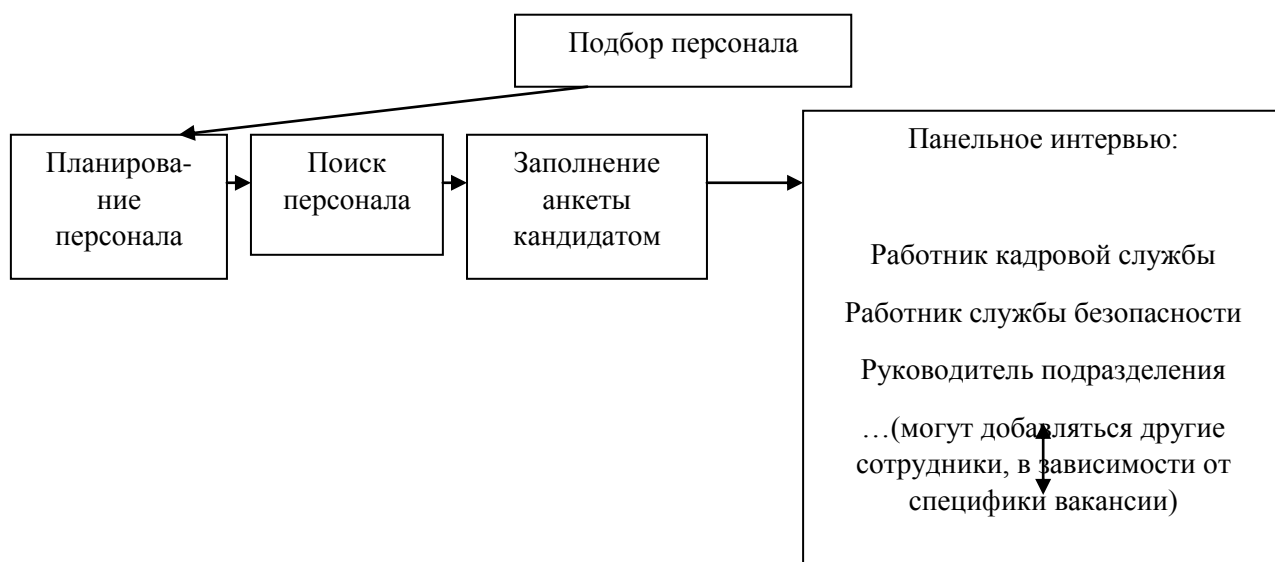 Подбор персонала
Планирова-
ние
персонала
Поиск
персонала
Заполнение
анкеты
кандидатом
Панельное интервью:
Работник кадровой службы
Работник службы безопасности
Руководитель подразделения
…(могут добавляться другие
сотрудники, в зависимости от
специфики вакансии)